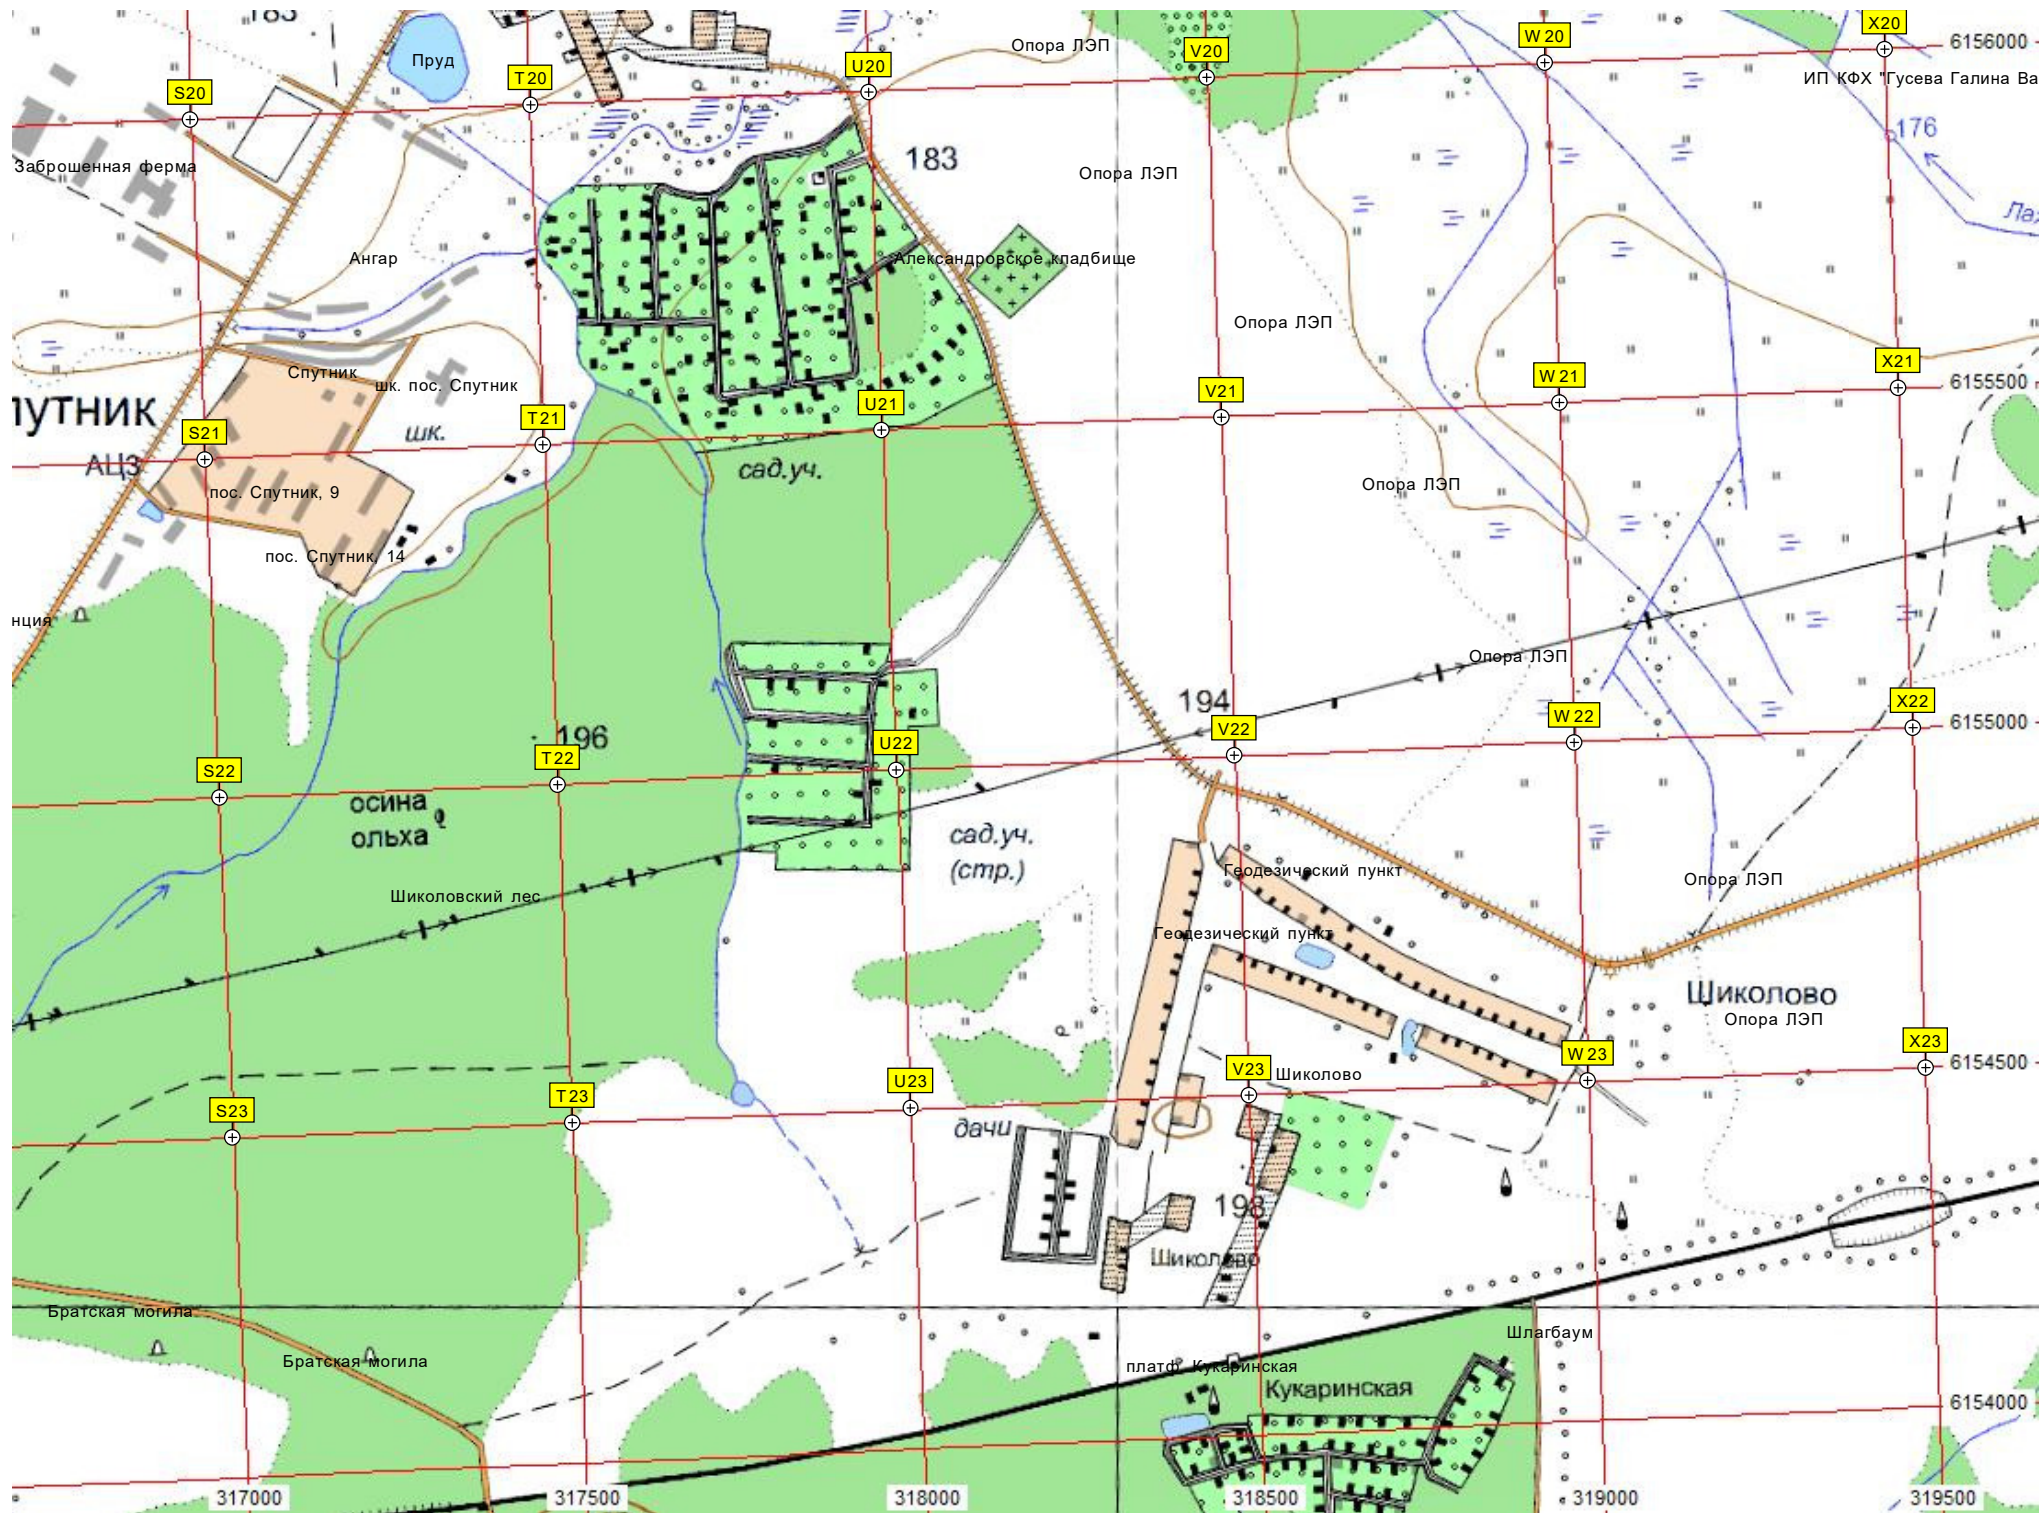 183
Пруд
Опора ЛЭП
S20
T20
U20
V20
W20
X20
6156000
ИП КФХ "Гусева Галина Ва
176
183
Заброшенная ферма
Опора ЛЭП
Ла
Ангар
Александровское кладбище
Опора ЛЭП
Спутник
шк. пос. Спутник
путник
S21
T21
U21
V21
W21
X21
6155500
шк.
АЦЗ
сад.уч.
пос. Спутник, 9
Опора ЛЭП
пос. Спутник, 14
нция
Опора ЛЭП
194
196
S22
T22
U22
V22
W22
X22
6155000
осина
ольха
сад.уч.
(стр.)
Шиколовский лес
Геодезический пункт
Опора ЛЭП
Геодезический пункт
Шиколово
Опора ЛЭП
S23
T23
U23
V23
W23
X23
6154500
Шиколово
дачи
198
Шиколово
Братская могила
Братская могила
Шлагбаум
платф. Кукаринская
Кукаринская
6154000
317000
317500
318000
318500
319000
319500